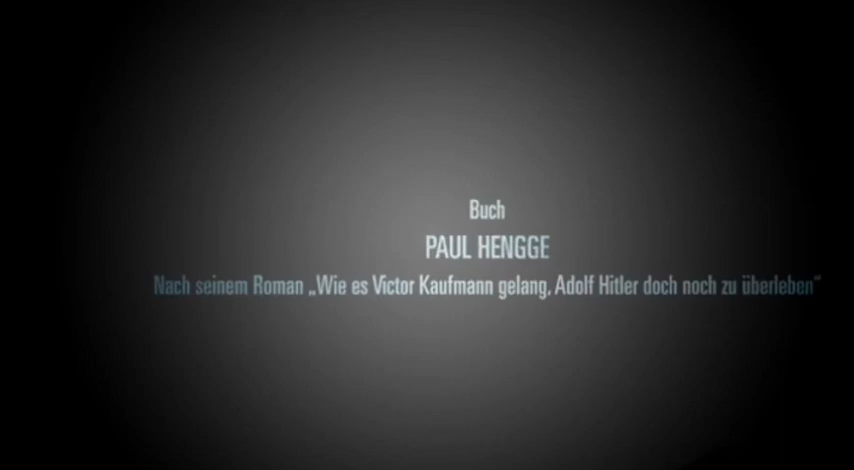 Buch
PAUL HENGGE
Nach seinem Roman „Wie es Victor Kaufmann gelang, Adolf Hitler doch noch zu überleben“